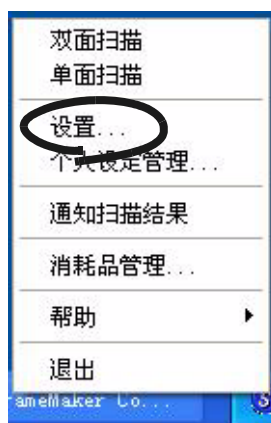 双面扫描
单面扫描
设置...
个人设定管理...
通知扫描结果
消耗品管理...
帮助
退出
ameMaker Co...